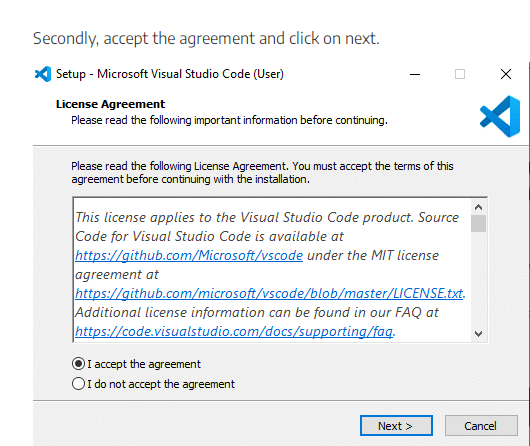 Secondly, accept the agreement and click on next.
Setup - Microsoft Visual Studio Code (User)
License Agreement
Please read the following important information before continuing.
Please read the following License Agreement. You must accept the terms of this
agreement before continuing with the installation.
This license applies to the Visual Studio Code product. Source
Code for Visual Studio Code is available at
https://github.com/Microsoft/vscode under the MIT license
agreement at
https://github.com/microsoft/vscode/blob/master/LICENSE.txt.
Additional license information can be found in our FAQ at
https://code.visualstudio.com/docs/supporting/faq.
I accept the agreement
I do not accept the agreement
Next >
Cancel